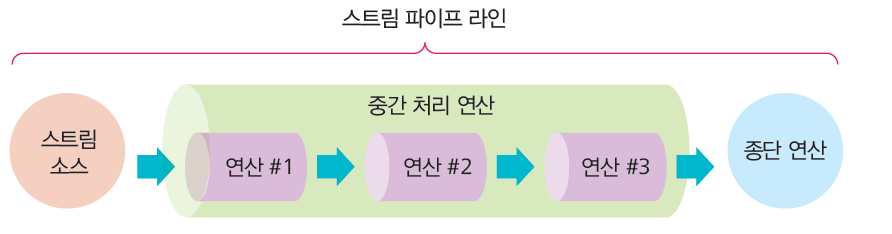 스트림 파이프 라인
중간 처리 연산
스트림
소스
연산 #1
연산 #2
연산 #3
종단 연산